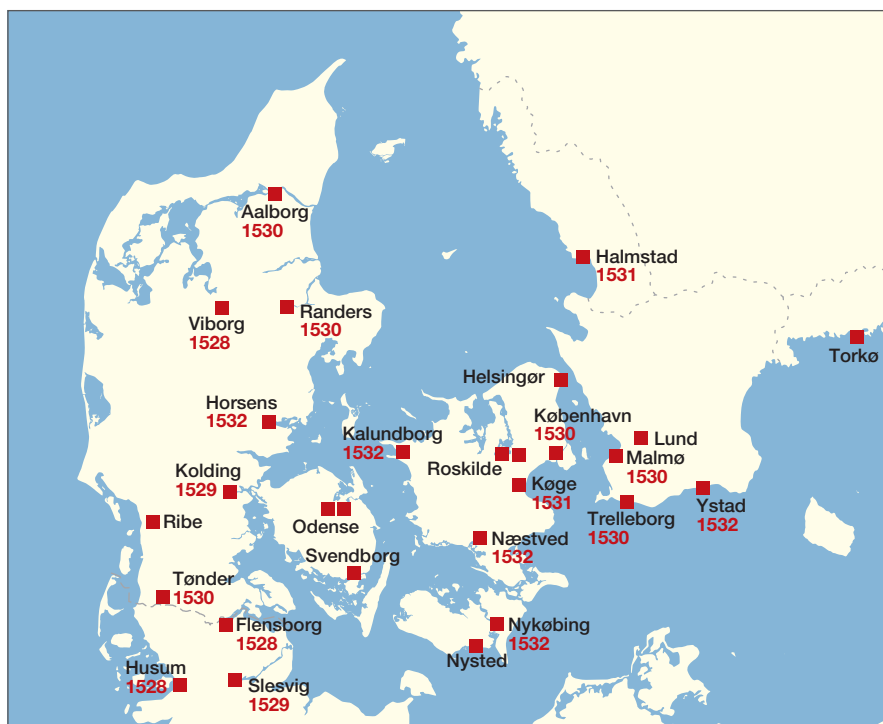 Aalborg
1530
Halmstad
1531
Viborg
1528
Randers
1530
Torkø
Helsingør
Horsens
1532
København
1530
Kalundborg
1532
Lund
Malmø
1530
Roskilde
Kolding
1529
Køge
1531
Ystad
1532
Trelleborg
1530
Ribe
Odense
Næstved
1532
Svendborg
Tønder
1530
Flensborg
1528
Nykøbing
1532
Nysted
Husum
1528
Slesvig
1529